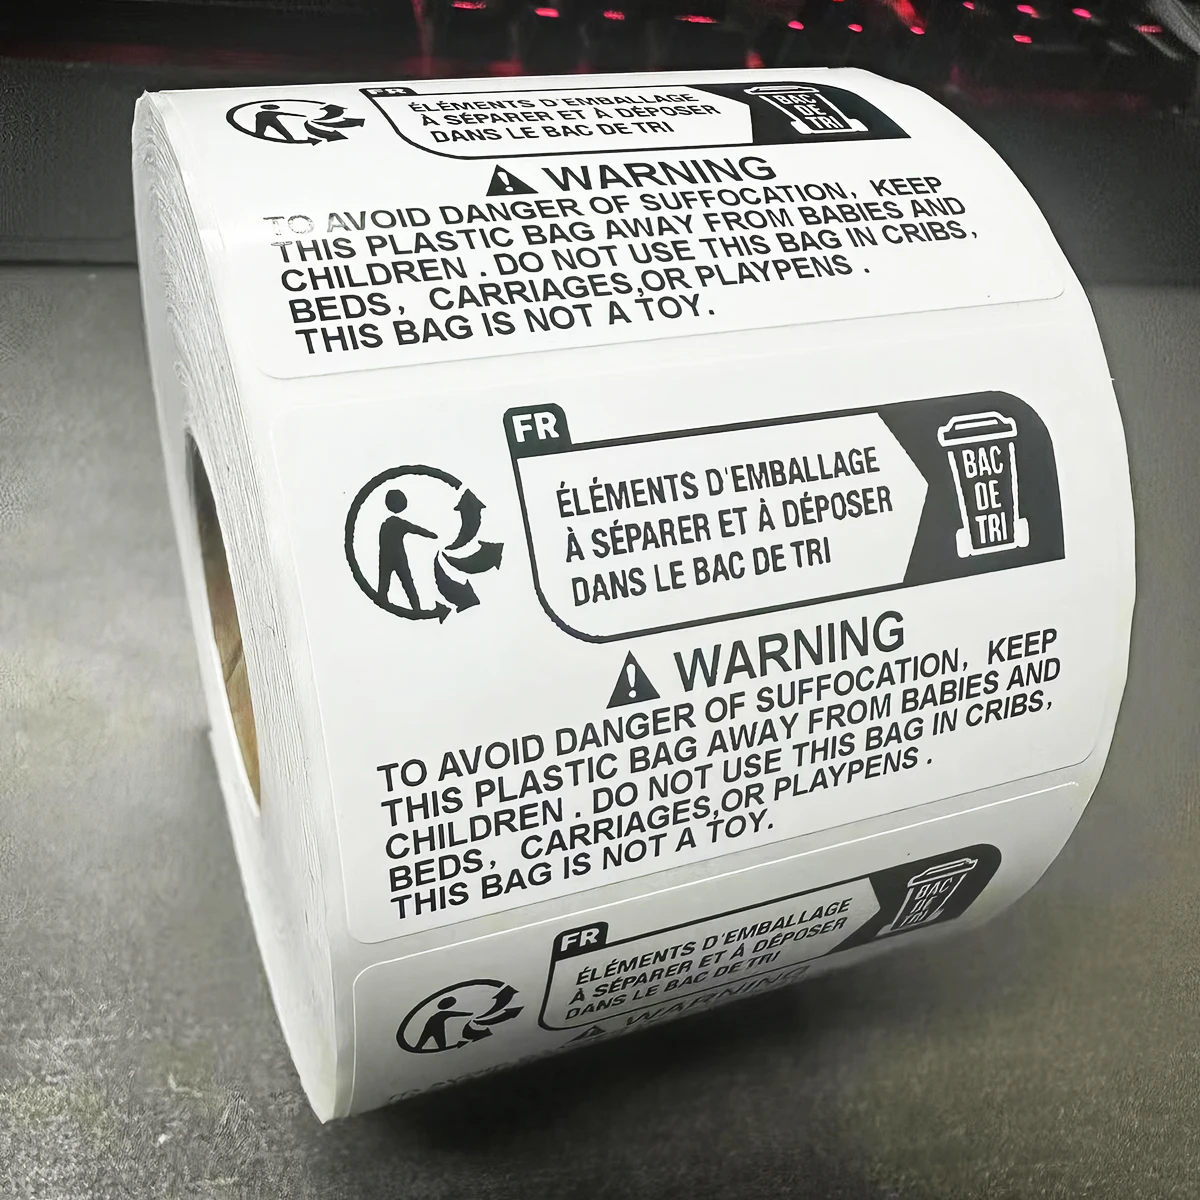 FR
ÉLÉMENTS D'EMBALLAGE
À SÉPARER ET À DÉPOSER
DANS LE BAC DE TRI
BAC
DE
TRI
WARNING
TO AVOID DANGER OF SUFFOCATION, KEEP
THIS PLASTIC BAG AWAY FROM BABIES AND
CHILDREN . DO NOT USE THIS BAG IN CRIBS,
BEDS, CARRIAGES,OR PLAYPENS .
THIS BAG IS NOT A TOY.
FR
ÉLÉMENTS D'EMBALLAGE
À SÉPARER ET À DÉPOSER
DANS LE BAC DE TRI
BAC
DE
TRI
WARNING
TO AVOID DANGER OF SUFFOCATION, KEEP
THIS PLASTIC BAG AWAY FROM BABIES AND
CHILDREN . DO NOT USE THIS BAG IN CRIBS,
BEDS, CARRIAGES,OR PLAYPENS .
THIS BAG IS NOT A TOY.
FR
ÉLÉMENTS D'EMBALLAGE
À SÉPARER ET À DÉPOSER
DANS LE BAC DE TRI
BAC
DE
TRI
WARNING